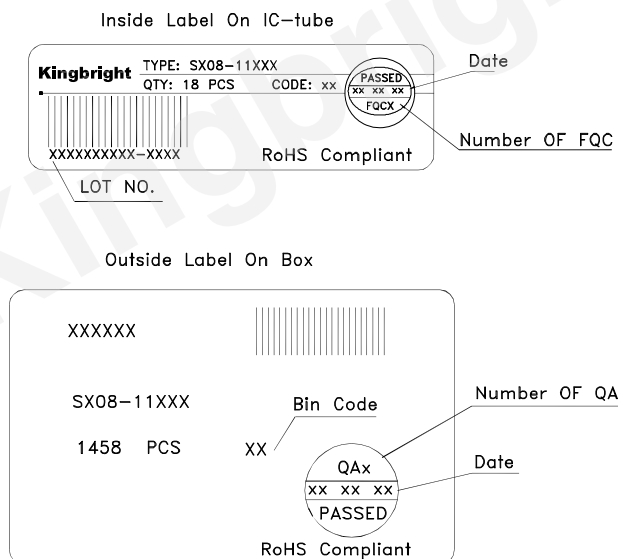 Inside Label On IC-tube
Kingbright
TYPE: SX08-11XXX
QTY: 18 PCS CODE: xx
PASSED
xx xx xx
FQCX
Date
Number OF FQC
XXXXXXXXXX-XXXX
RoHS Compliant
LOT NO.
Outside Label On Box
XXXXXX
SX08-11XXX
Bin Code
Number OF QA
1458 PCS
XX
QAx
Date
xx xx xx
PASSED
RoHS Compliant
Kingbright